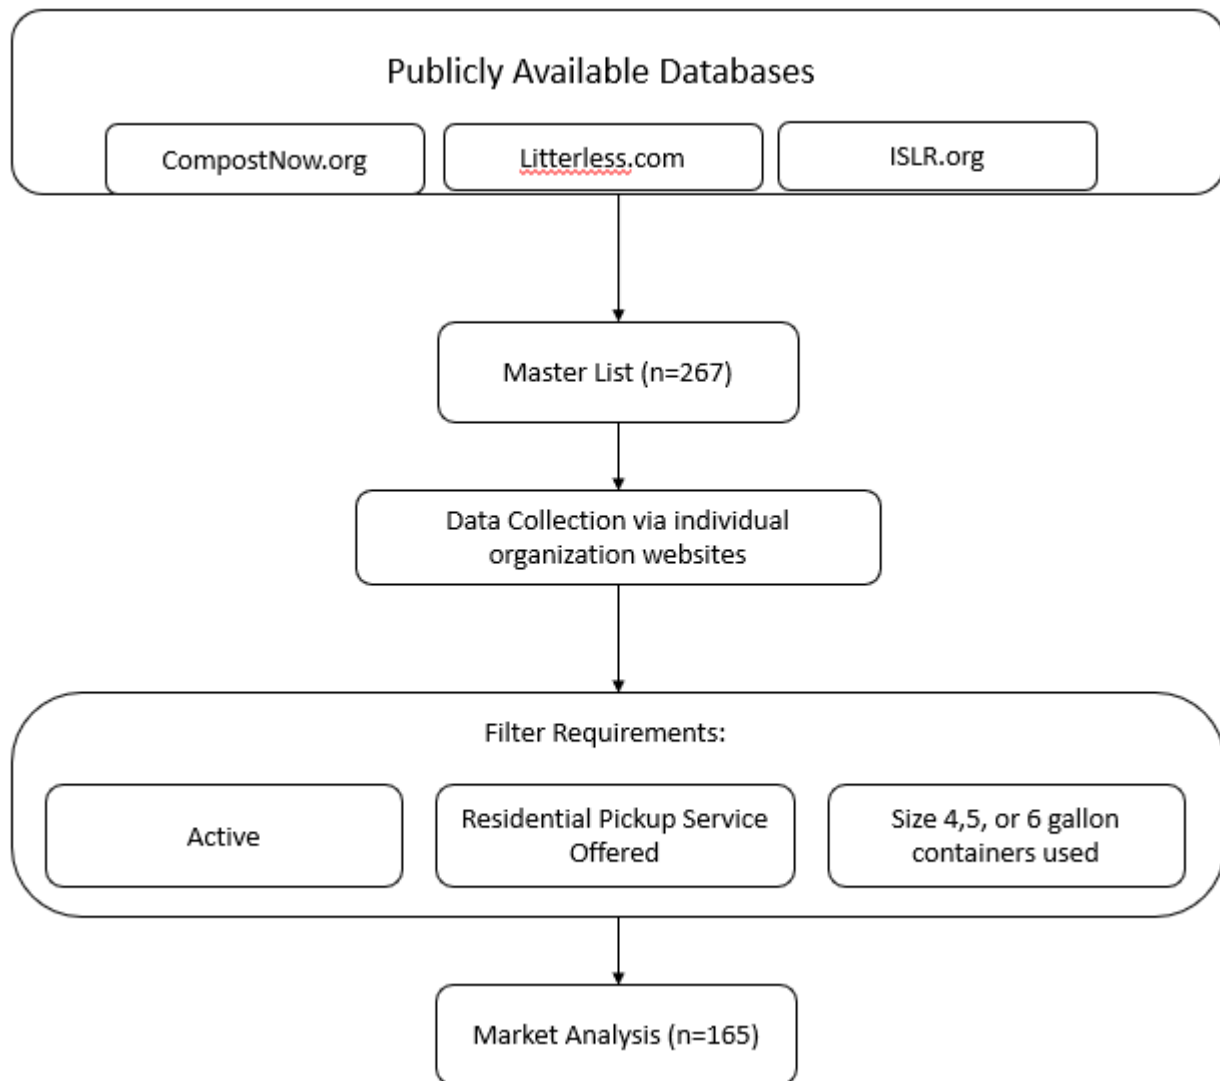 Publicly Available Databases
CompostNow.org
Litterless.com
ISLR.org
Master List (n=267)
Data Collection via individual
organization websites
Filter Requirements:
Active
Residential Pickup Service
Offered
Size 4,5, or 6 gallon
containers used
Market Analysis (n=165)